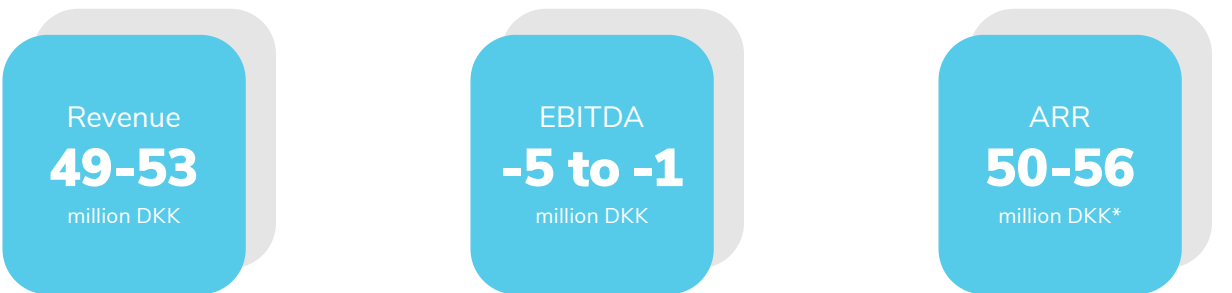 Revenue
49-53
million DKK
EBITDA
-5 to -1
million DKK
ARR
50-56
million DKK*